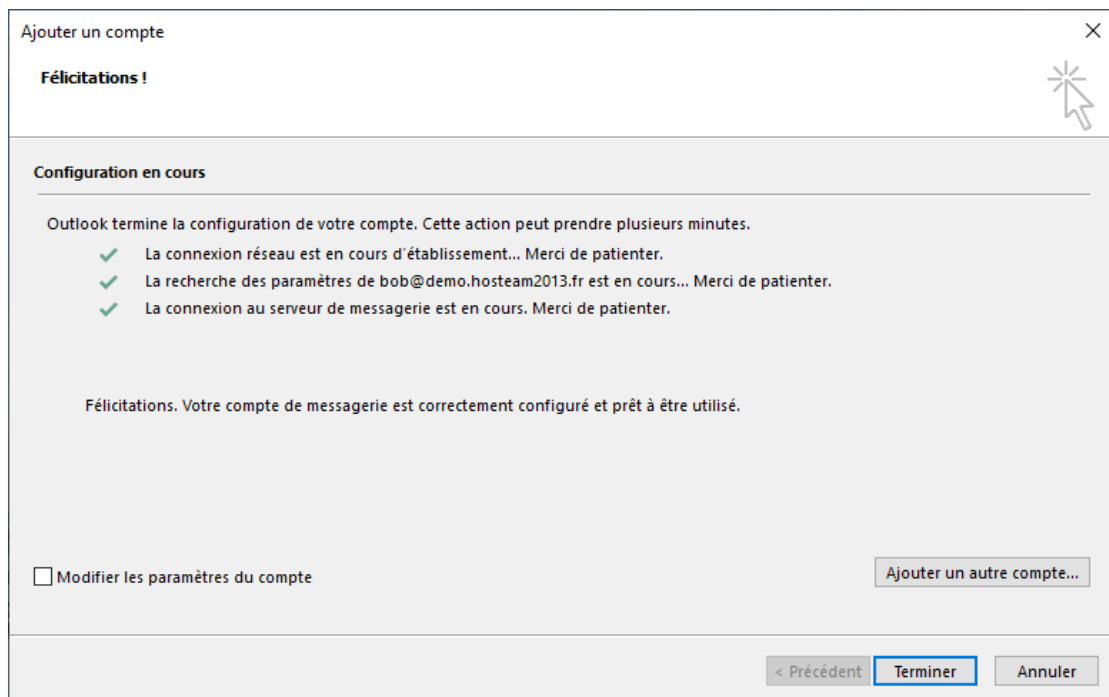 Ajouter un compte
Félicitations !
Configuration en cours
Outlook termine la configuration de votre compte. Cette action peut prendre plusieurs minutes.
La connexion réseau est en cours d'établissement... Merci de patienter.
La recherche des paramètres de bob@demo.hosteam2013.fr est en cours... Merci de patienter.
La connexion au serveur de messagerie est en cours. Merci de patienter.
Félicitations. Votre compte de messagerie est correctement configuré et prêt à être utilisé.
Modifier les paramètres du compte
Ajouter un autre compte...
< Précédent Terminer Annuler